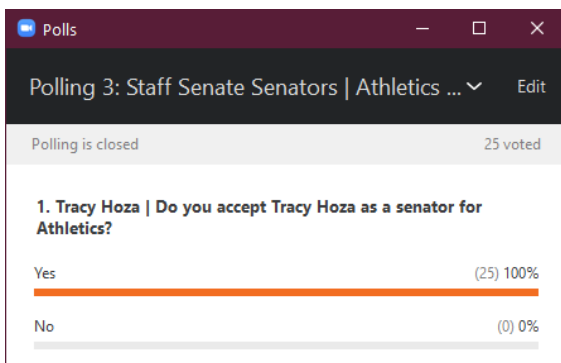 Polls
Polling 3: Staff Senate Senators | Athletics ... Edit
Polling is closed 25 voted
1. Tracy Hoza | Do you accept Tracy Hoza as a senator for
Athletics?
Yes (25) 100%
No (0) 0%